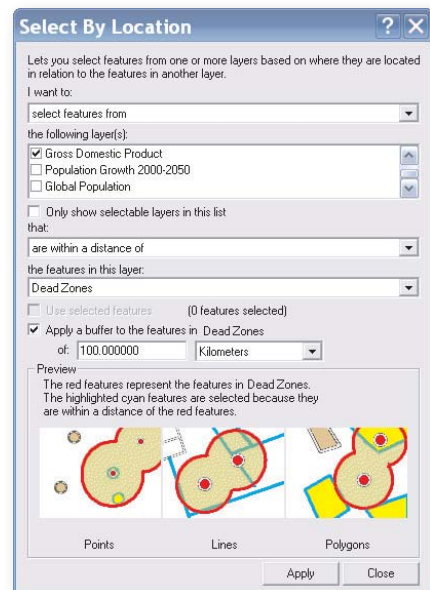 Select By Location
Lets you select features from one or more layers based on where they are located
in relation to the features in another layer.
I want to:
select features from
the following layer(s):
Gross Domestic Product
Population Growth 2000-2050
Global Population
Only show selectable layers in this list
that:
are within a distance of
the features in this layer:
Dead Zones
Use selected features (0 features selected)
Apply a buffer to the features in Dead Zones
of: 100.000000 Kilometers
Preview
The red features represent the features in Dead Zones.
The highlighted cyan features are selected because they
are within a distance of the red features.
Points Lines Polygons
Apply Close